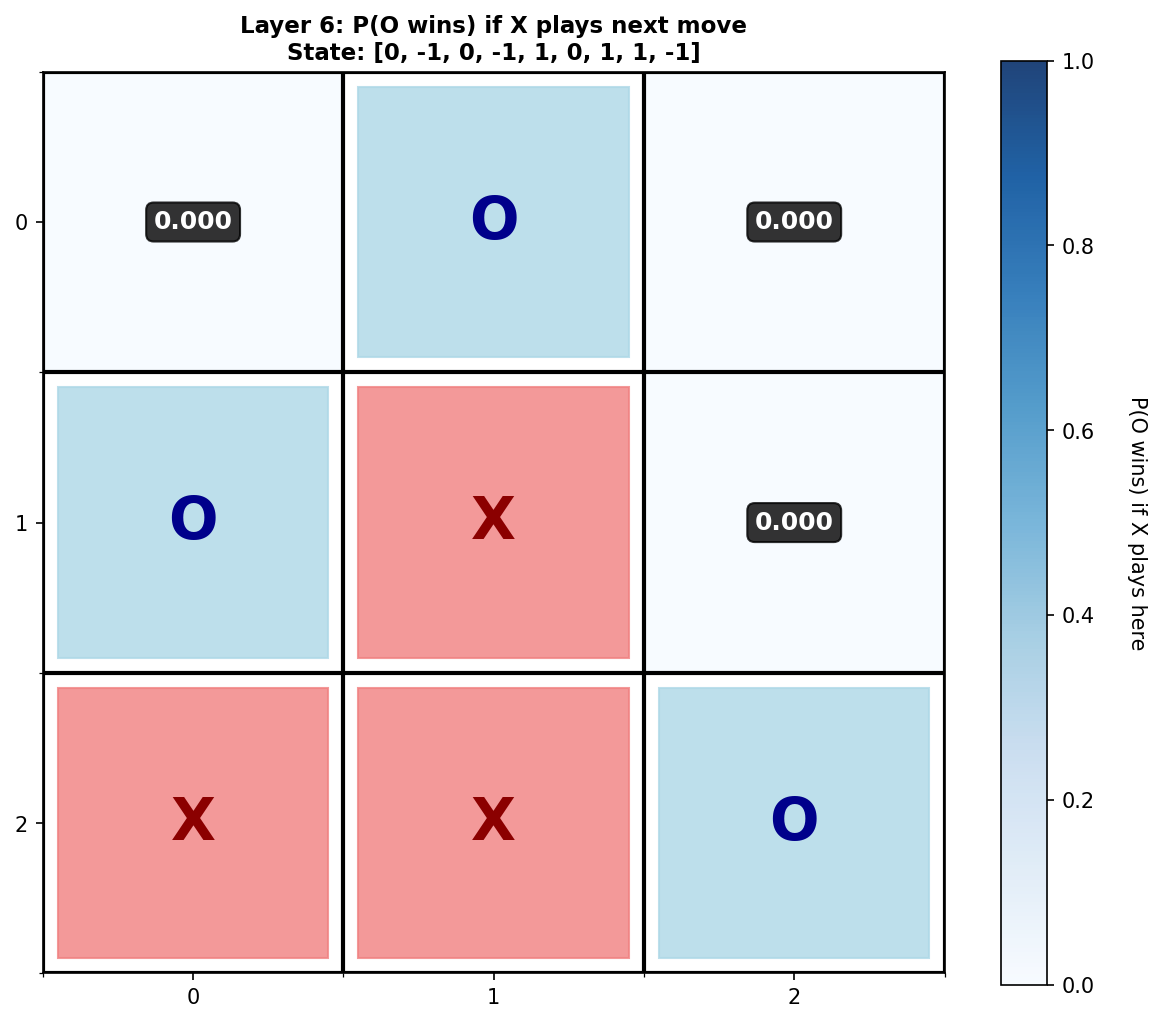 Layer 6: P(O wins) if X plays next move
State: [0, -1, 0, -1, 1, 0, 1, 1, -1]
0
0.000
O
0.000
1
O
X
0.000
2
X
X
O
0
1
2
1.0
0.8
0.6
0.4
0.2
0.0
P(O wins) if X plays here